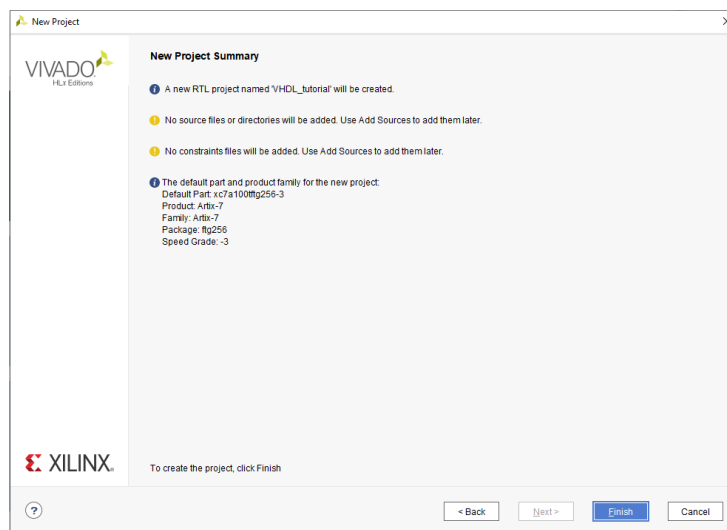 New Project
VIVADO
HLx Editions
New Project Summary
A new RTL project named 'VHDL_tutorial' will be created.
No source files or directories will be added. Use Add Sources to add them later.
No constraints files will be added. Use Add Sources to add them later.
The default part and product family for the new project:
Default Part: xc7a100tftg256-3
Product: Artix-7
Family: Artix-7
Package: ftg256
Speed Grade: -3
XILINX
To create the project, click Finish
?
< Back
Next >
Finish
Cancel